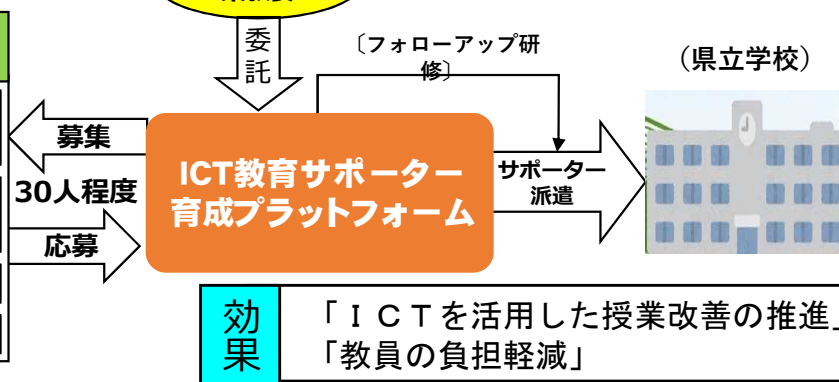 委
託
〔フォローアップ研
修〕
（県立学校）
募集
30人程度
応募
ICT教育サポーター
育成プラットフォーム
サポーター
派遣
効
果
「ＩＣＴを活用した授業改善の推進」
「教員の負担軽減」